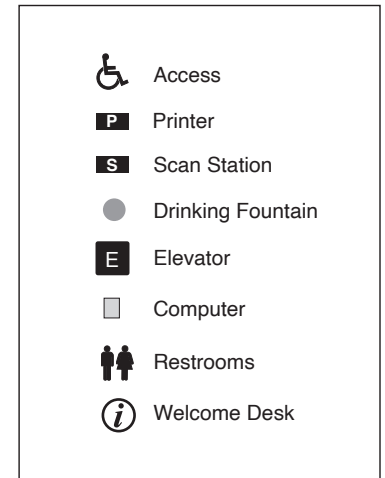 Access
P Printer
S Scan Station
Drinking Fountain
E Elevator
Computer
Restrooms
i Welcome Desk